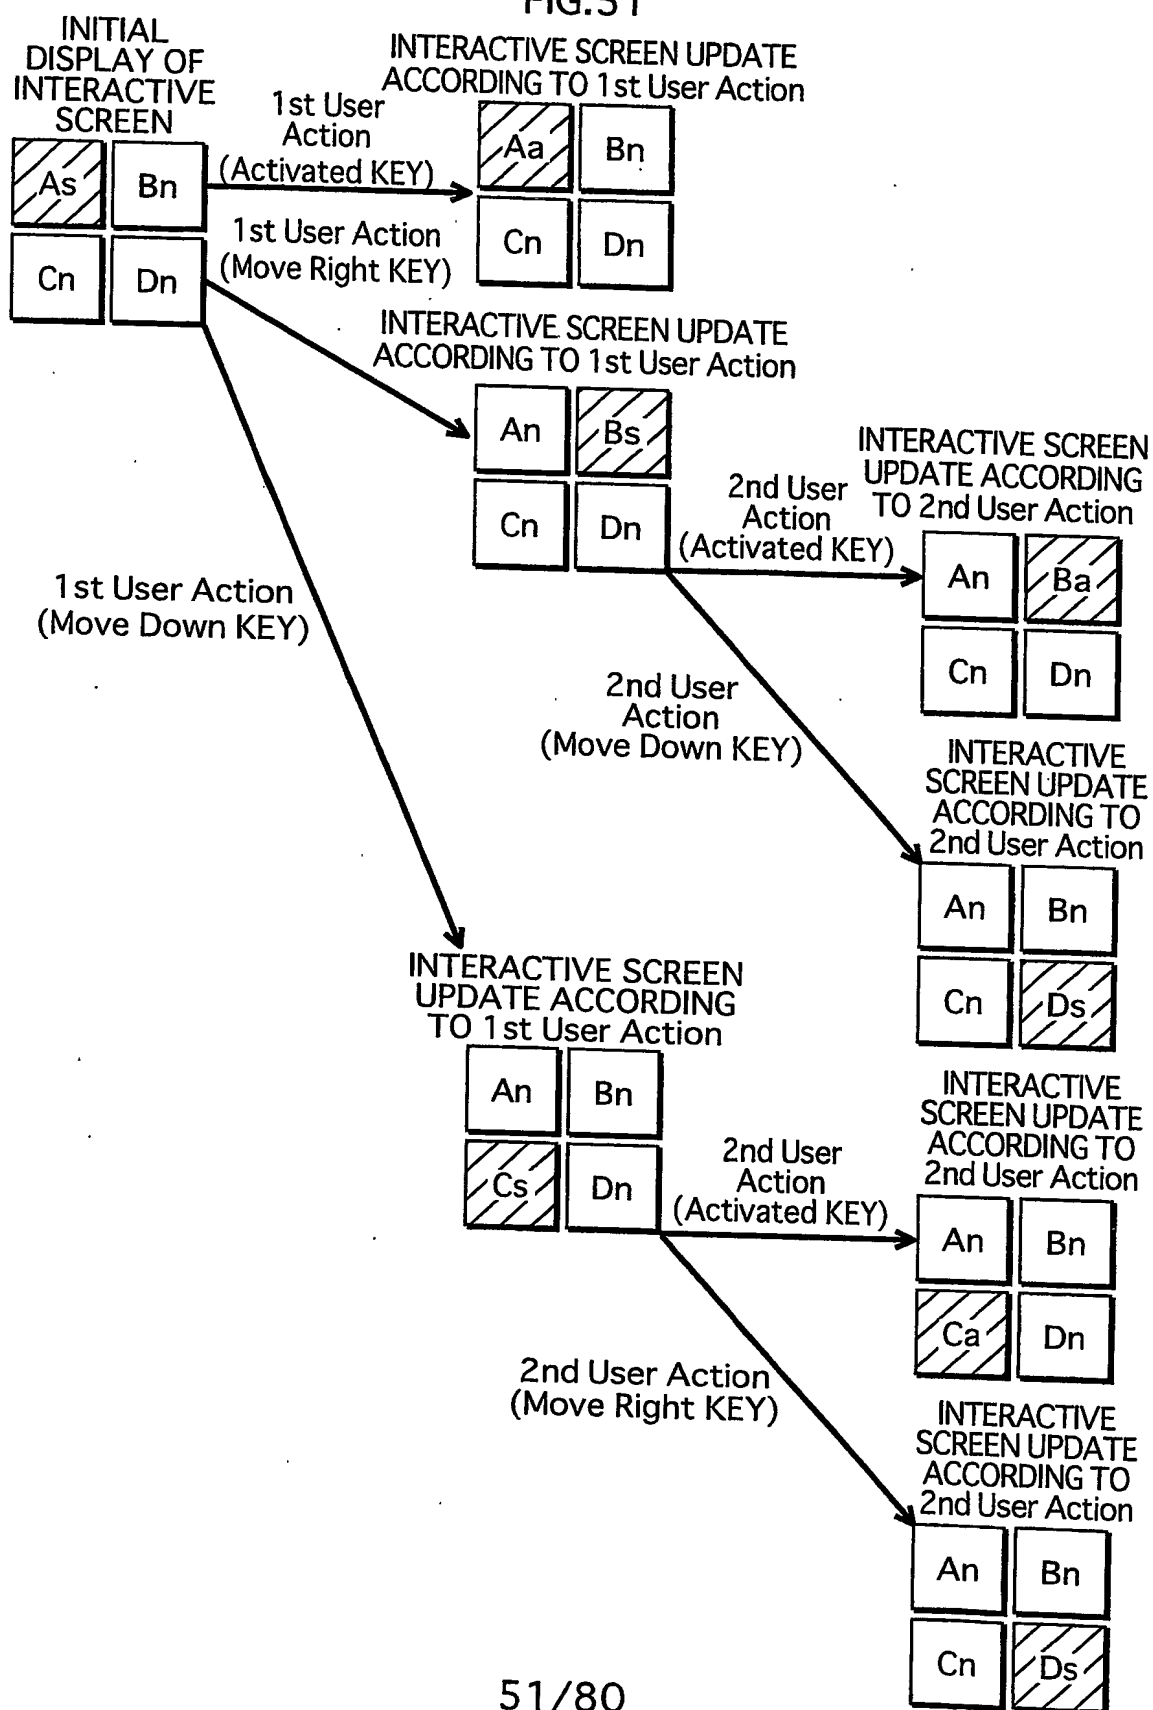 FIG.51
INITIAL
DISPLAY OF
INTERACTIVE
SCREEN
As Bn
Cn Dn
1st User
Action
(Activated KEY)
INTERACTIVE SCREEN UPDATE
ACCORDING TO 1st User Action
Aa Bn
Cn Dn
1st User Action
(Move Right KEY)
INTERACTIVE SCREEN UPDATE
ACCORDING TO 1st User Action
An Bs
Cn Dn
2nd User
Action
(Activated KEY)
INTERACTIVE SCREEN
UPDATE ACCORDING
TO 2nd User Action
An Ba
Cn Dn
1st User Action
(Move Down KEY)
2nd User
Action
(Move Down KEY)
INTERACTIVE
SCREEN UPDATE
ACCORDING TO
2nd User Action
An Bn
Cn Ds
INTERACTIVE SCREEN
UPDATE ACCORDING
TO 1st User Action
An Bn
Cs Dn
2nd User
Action
(Activated KEY)
INTERACTIVE
SCREEN UPDATE
ACCORDING TO
2nd User Action
An Bn
Ca Dn
2nd User Action
(Move Right KEY)
INTERACTIVE
SCREEN UPDATE
ACCORDING TO
2nd User Action
An Bn
Cn Ds
51/80